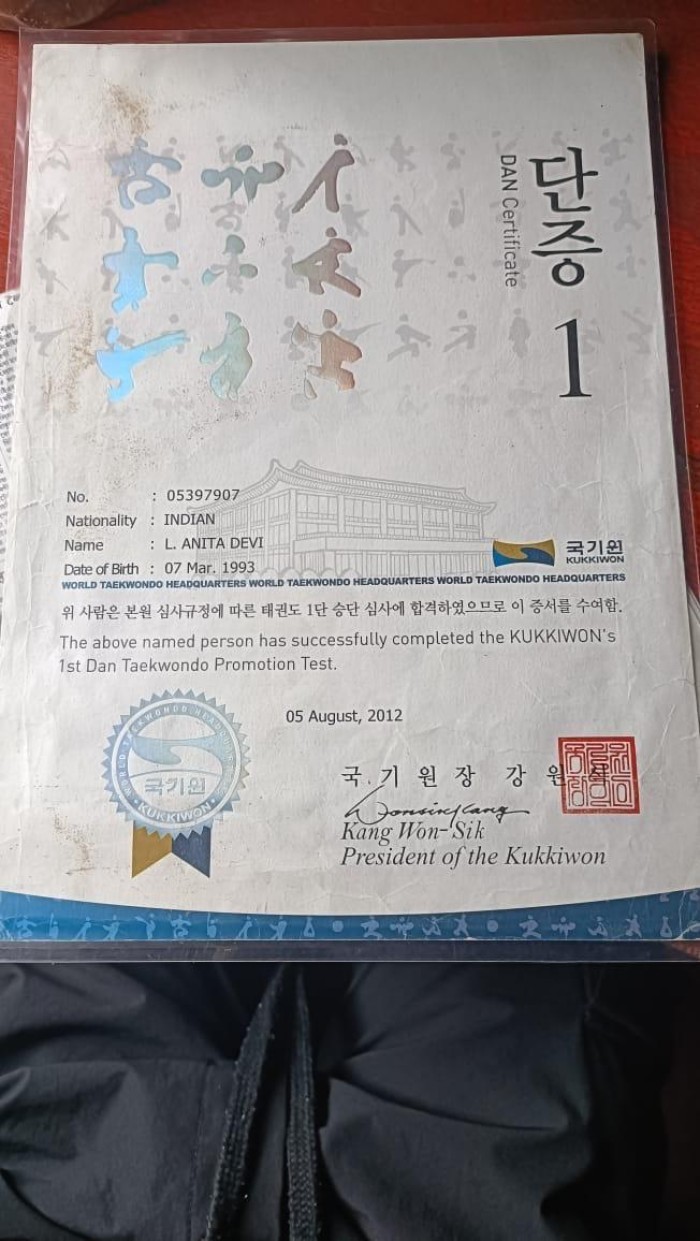 단증 1
DAN Certificate
No. : 05397907
Nationality : INDIAN
Name : L. ANITA DEVI
Date of Birth : 07 Mar. 1993
국기원
KUKKIWON
WORLD TAEKWONDO HEADQUARTERS WORLD TAEKWONDO HEADQUARTERS WORLD TAEKWONDO HEADQUARTERS
위 사람은 본원 심사규정에 따른 태권도 1단 승단 심사에 합격하였으므로 이 증서를 수여함.
The above named person has successfully completed the KUKKIWON's
1st Dan Taekwondo Promotion Test.
05 August, 2012
WORLD TAEKWONDO HEADQUARTERS
국기원
KUKKIWON
국 기 원 장 강 원 식
Wonsik Kang
Kang Won-Sik
President of the Kukkiwon